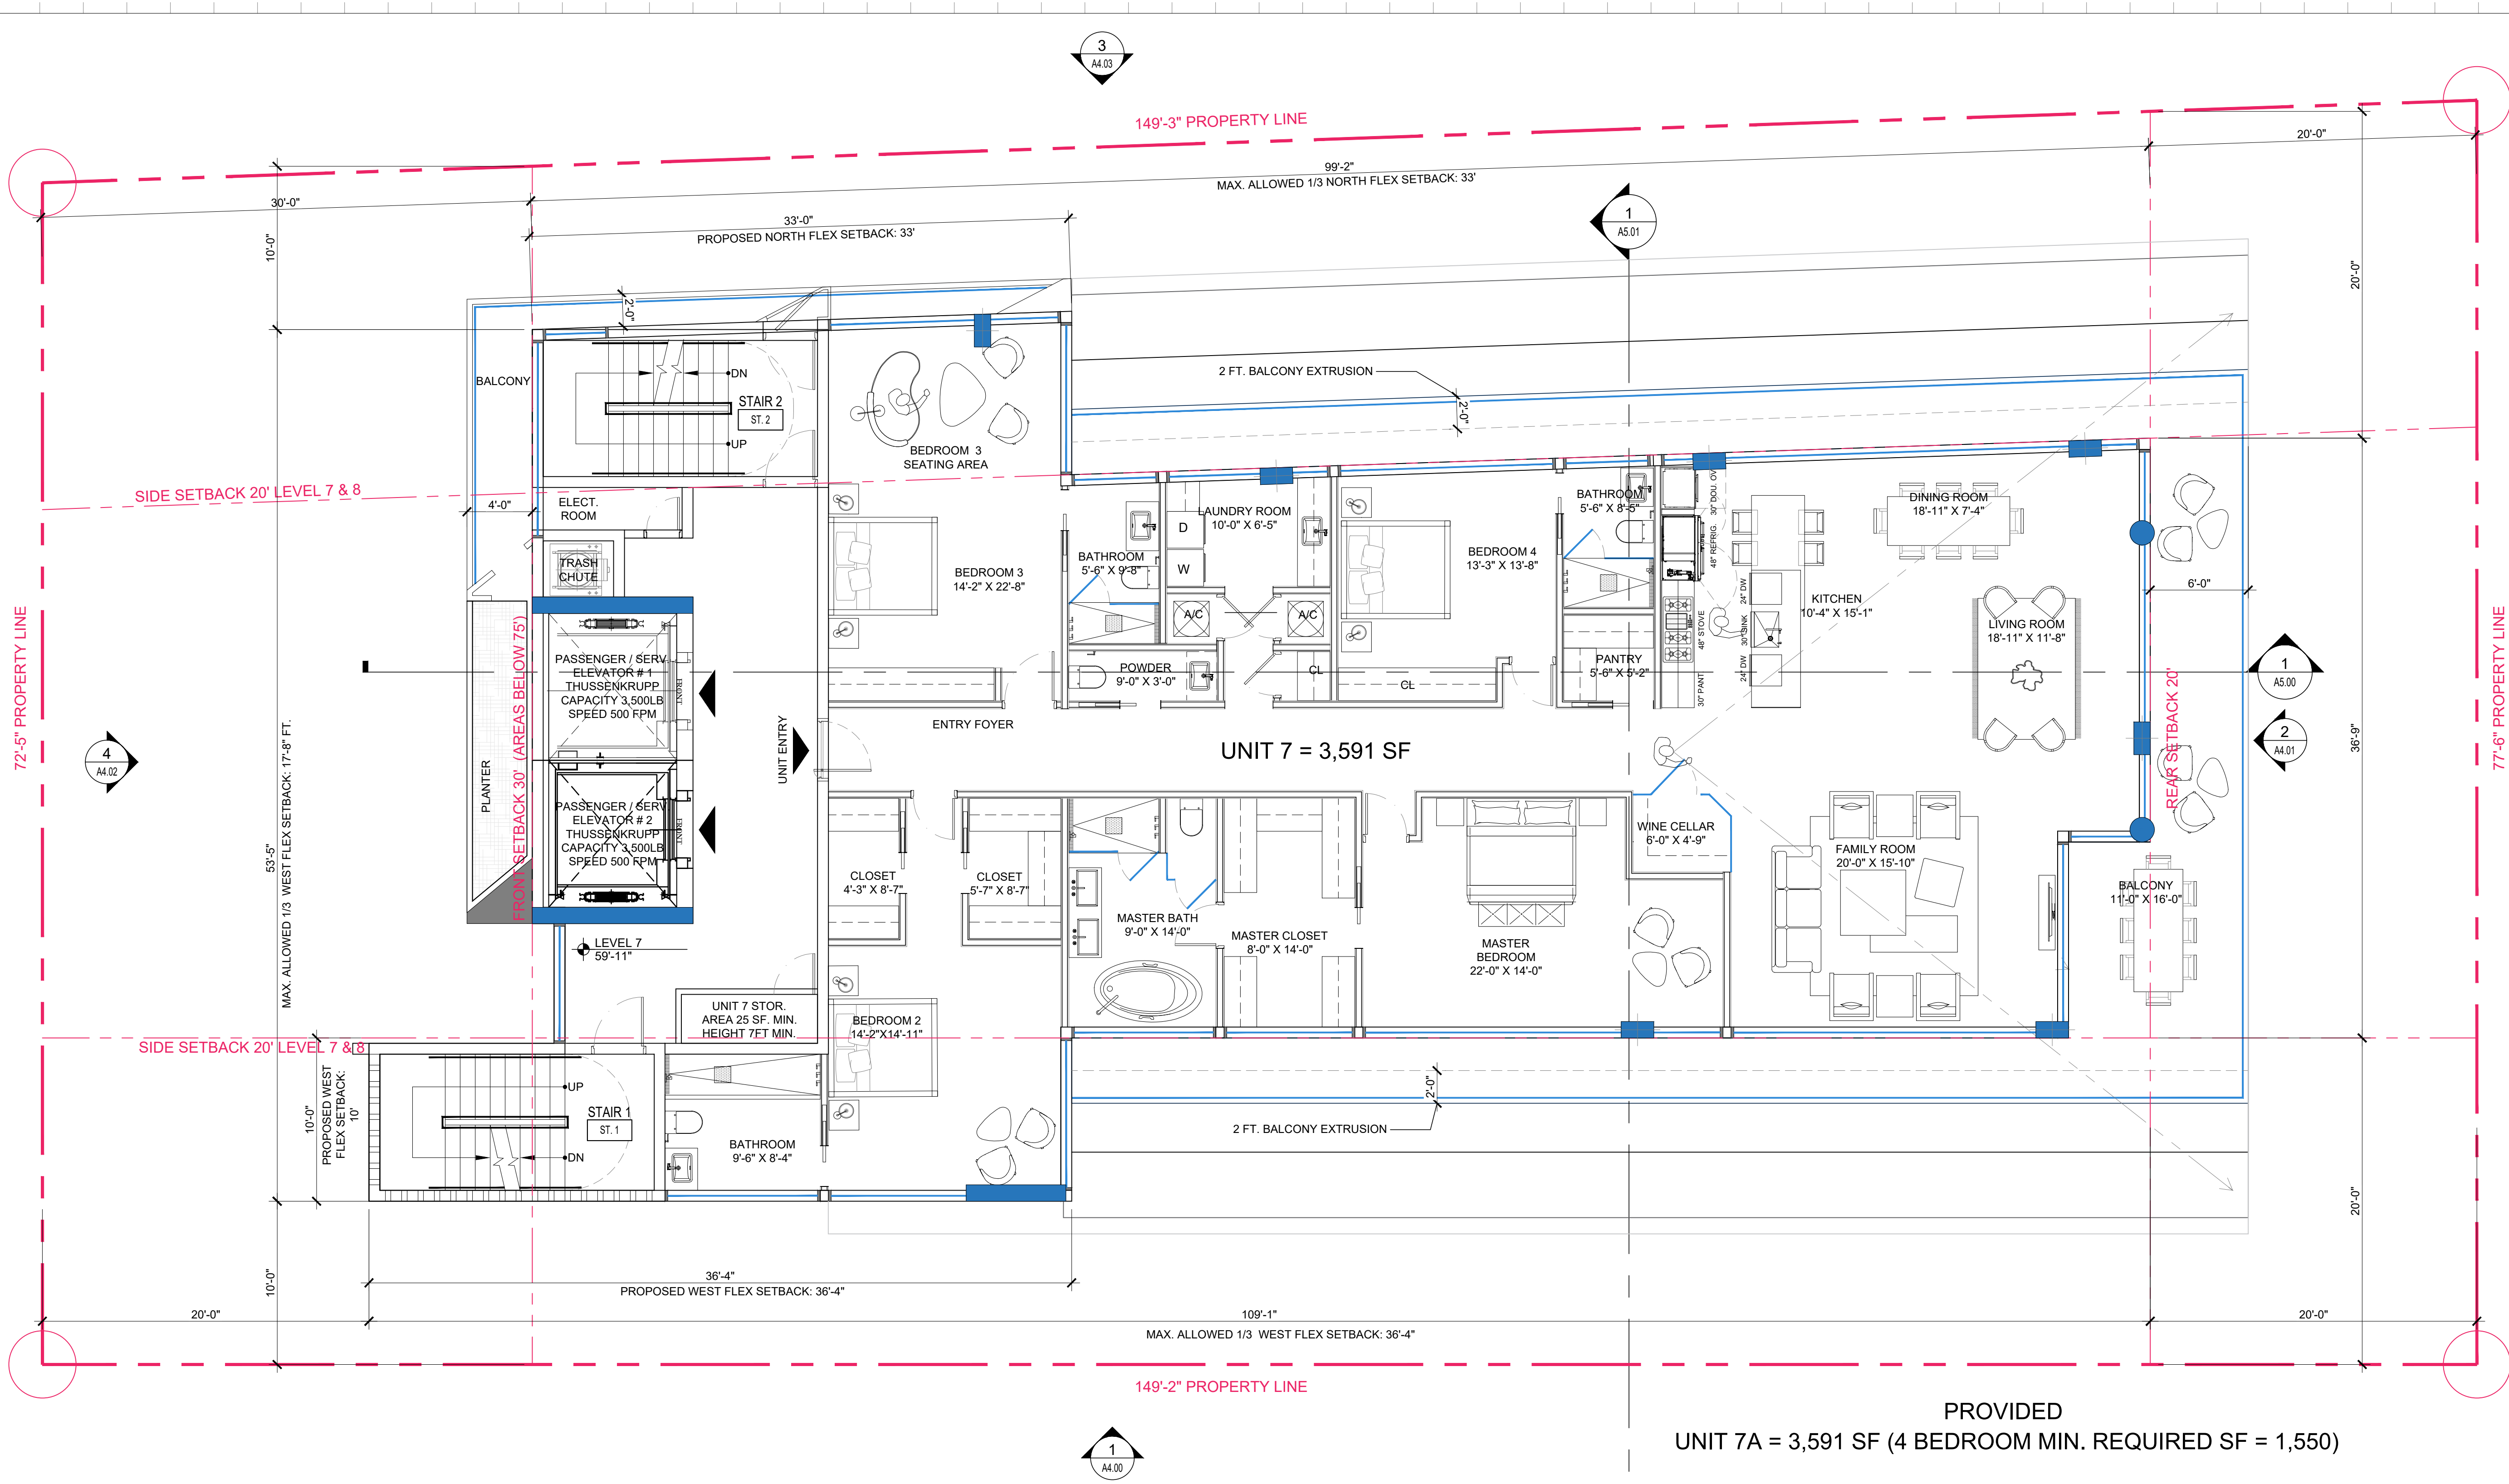 3
A4.03
149'-3" PROPERTY LINE
20'-0"
99'-2"
MAX. ALLOWED 1/3 NORTH FLEX SETBACK: 33'
30'-0"
33'-0"
PROPOSED NORTH FLEX SETBACK: 33'
1
A5.01
10'-0"
20'-0"
2'-0"
BALCONY
DN
STAIR 2
ST. 2
UP
2 FT. BALCONY EXTRUSION
2'-0"
BEDROOM 3
SEATING AREA
SIDE SETBACK 20' LEVEL 7 & 8
4'-0"
ELECT.
ROOM
TRASH
CHUTE
BEDROOM 3
14'-2" X 22'-8"
BATHROOM
5'-6" X 9'-8"
D
W
LAUNDRY ROOM
10'-0" X 6'-5"
A/C
A/C
BEDROOM 4
13'-3" X 13'-8"
BATHROOM
5'-6" X 8'-5"
30" DOU. OV
48" REFRIG.
48" STOVE
30" PANT
24" DW
30" SINK
24" DW
KITCHEN
10'-4" X 15'-1"
DINING ROOM
18'-11" X 7'-4"
LIVING ROOM
18'-11" X 11'-8"
6'-0"
72'-5" PROPERTY LINE
77'-6" PROPERTY LINE
PASSENGER / SERV.
ELEVATOR # 1
THUSSENKRUPP
CAPACITY 3,500LB
SPEED 500 FPM
FRONT
POWDER
9'-0" X 3'-0"
CL
CL
PANTRY
5'-6" X 5'-2"
1
A5.00
2
A4.01
4
A4.02
ENTRY FOYER
UNIT ENTRY
UNIT 7 = 3,591 SF
36'-9"
REAR SETBACK 20'
FRONT SETBACK 30' (AREAS BELOW 75')
PLANTER
53'-5"
MAX. ALLOWED 1/3 WEST FLEX SETBACK: 17'-8" FT.
PASSENGER / SERV.
ELEVATOR # 2
THUSSENKRUPP
CAPACITY 3,500LB
SPEED 500 FPM
FRONT
CLOSET
4'-3" X 8'-7"
CLOSET
5'-7" X 8'-7"
MASTER BATH
9'-0" X 14'-0"
MASTER CLOSET
8'-0" X 14'-0"
MASTER
BEDROOM
22'-0" X 14'-0"
WINE CELLAR
6'-0" X 4'-9"
FAMILY ROOM
20'-0" X 15'-10"
BALCONY
11'-0" X 16'-0"
LEVEL 7
59'-11"
UNIT 7 STOR.
AREA 25 SF. MIN.
HEIGHT 7FT MIN.
BEDROOM 2
14'-2"X14'-11"
SIDE SETBACK 20' LEVEL 7 & 8
10'-0"
PROPOSED WEST
FLEX SETBACK:
10'
UP
STAIR 1
ST. 1
DN
BATHROOM
9'-6" X 8'-4"
2'-0"
2 FT. BALCONY EXTRUSION
20'-0"
10'-0"
36'-4"
PROPOSED WEST FLEX SETBACK: 36'-4"
20'-0"
109'-1"
MAX. ALLOWED 1/3 WEST FLEX SETBACK: 36'-4"
20'-0"
149'-2" PROPERTY LINE
1
A4.00
PROVIDED
UNIT 7A = 3,591 SF (4 BEDROOM MIN. REQUIRED SF = 1,550)